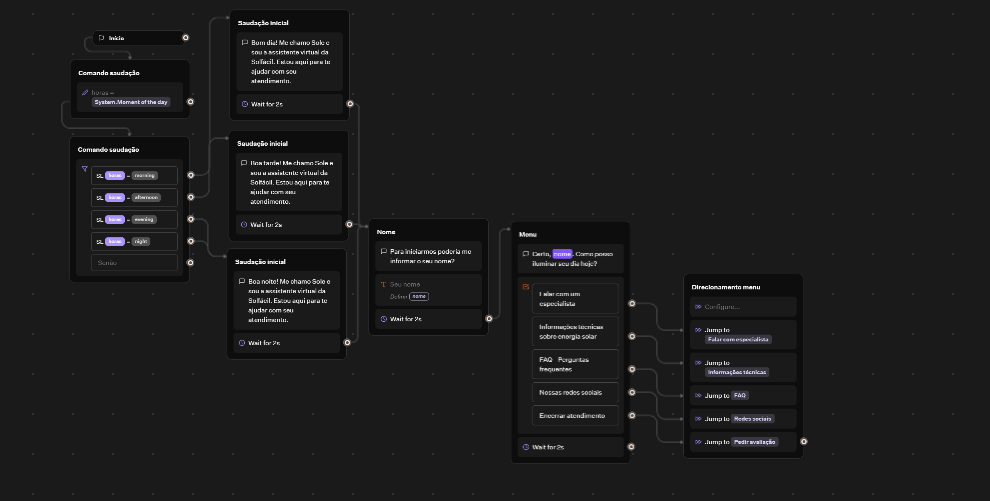 Início
Comando saudação
horas =
System.Moment of the day
Comando saudação
SE horas = morning
SE horas = afternoon
SE horas = evening
SE horas = night
Senão
Saudação inicial
Bom dia! Me chamo Sole e
sou a assistente virtual da
Solfácil. Estou aqui para te
ajudar com seu
atendimento.
Wait for 2s
Saudação inicial
Boa tarde! Me chamo Sole e
sou a assistente virtual da
Solfácil. Estou aqui para te
ajudar com seu
atendimento.
Wait for 2s
Saudação inicial
Boa noite! Me chamo Sole e
sou a assistente virtual da
Solfácil. Estou aqui para te
ajudar com seu
atendimento.
Wait for 2s
Nome
Para iniciarmos poderia me
informar o seu nome?
Seu nome
Definir nome
Wait for 2s
Menu
Certo, nome. Como posso
iluminar seu dia hoje?
Falar com um
especialista
Informações técnicas
sobre energia solar
FAQ - Perguntas
frequentes
Nossas redes sociais
Encerrar atendimento
Wait for 2s
Direcionamento menu
Configure...
Jump to
Falar com especialista
Jump to
Informações técnicas
Jump to FAQ
Jump to Redes sociais
Jump to Pedir avaliação